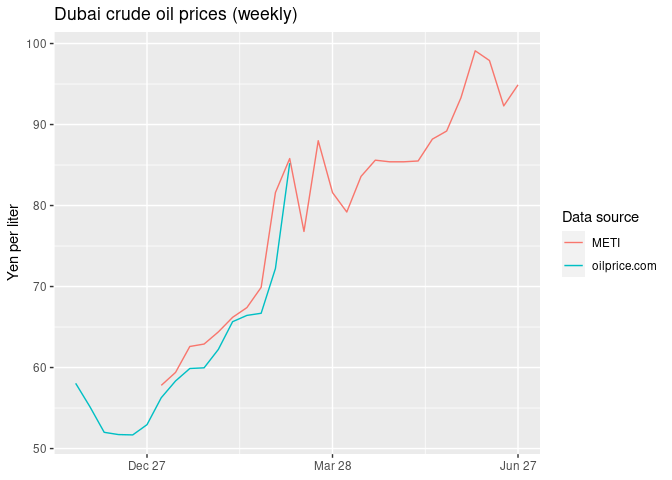 Dubai crude oil prices (weekly)
100
90
80
70
60
50
Yen per liter
Dec 27
Mar 28
Jun 27
Data source
METI
oilprice.com